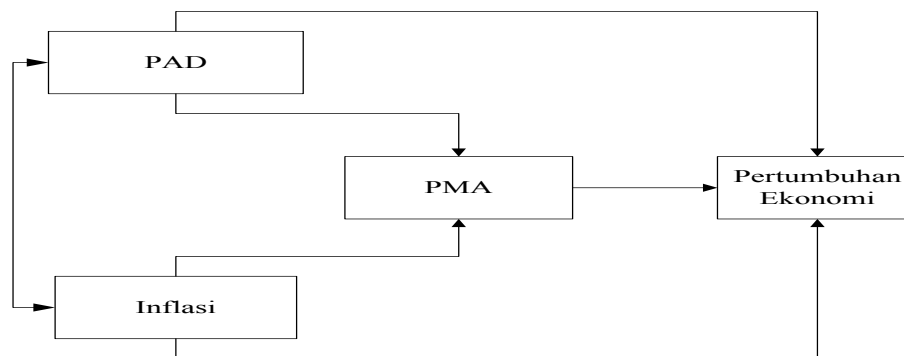 PAD
PMA
Pertumbuhan
Ekonomi
Inflasi